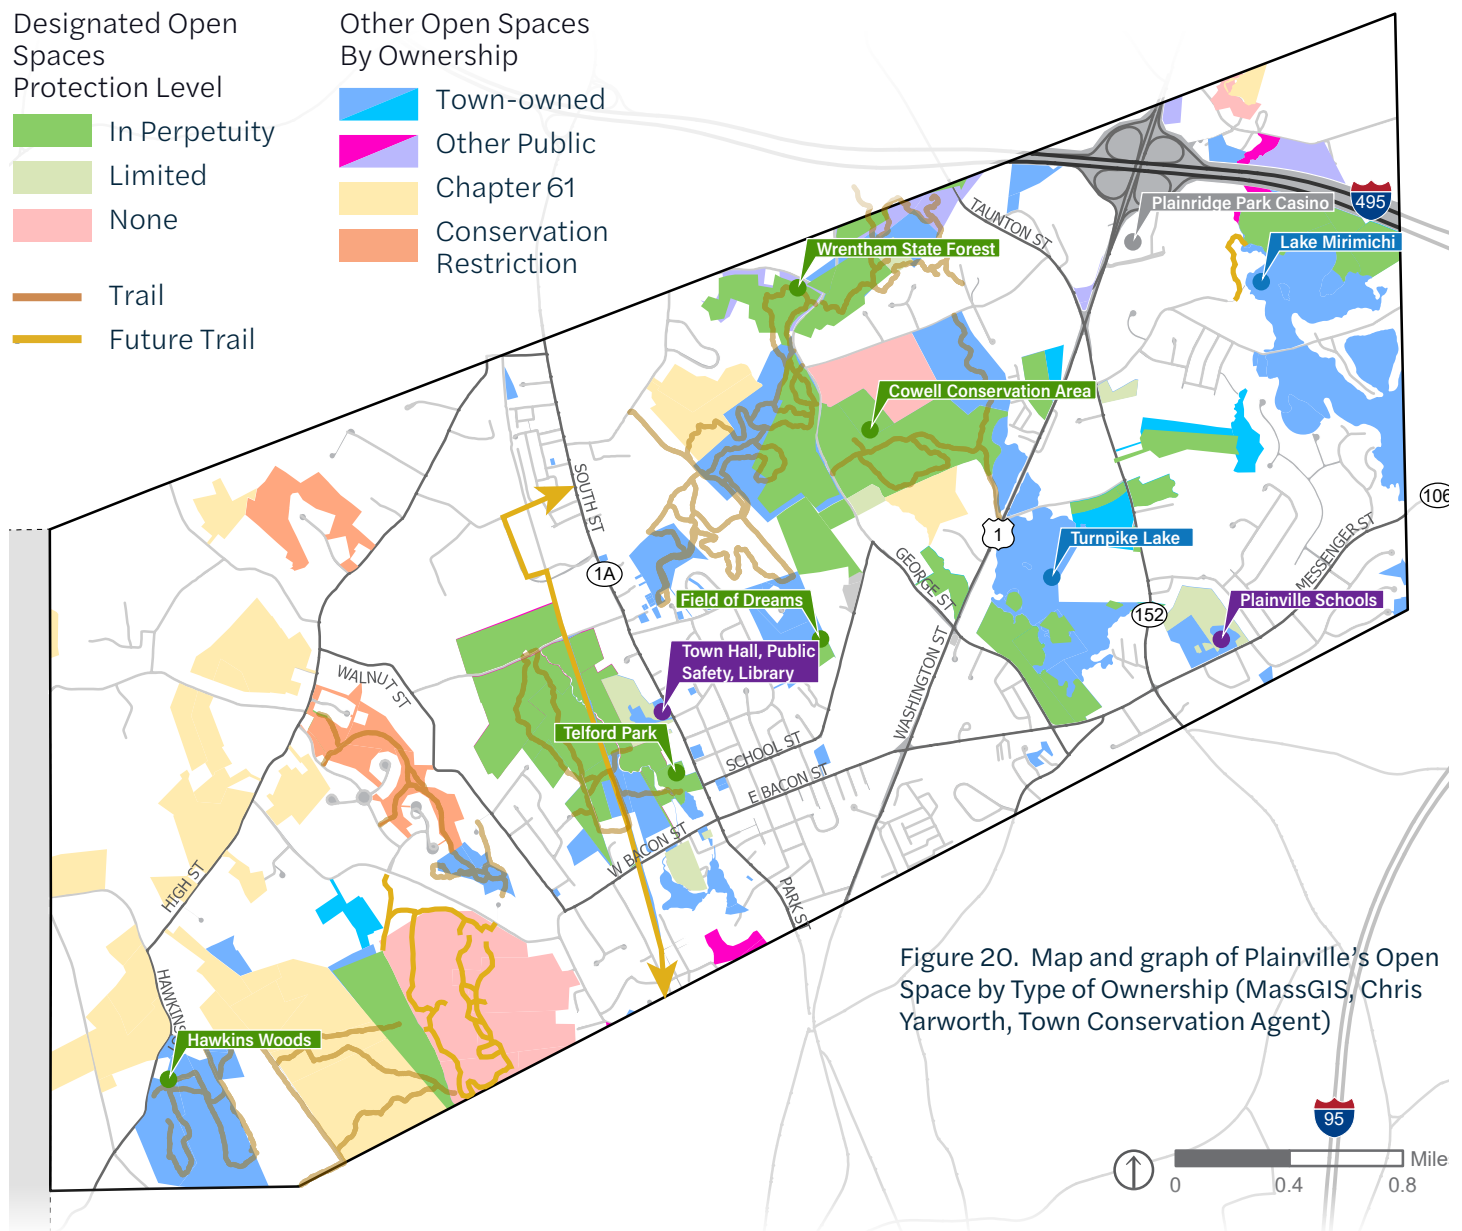 Designated Open
Spaces
Protection Level
In Perpetuity
Limited
None
Trail
Future Trail
Other Open Spaces
By Ownership
Town-owned
Other Public
Chapter 61
Conservation
Restriction
495
Plainridge Park Casino
TAUNTON ST
Lake Mirimichi
Wrentham State Forest
Cowell Conservation Area
SOUTH ST
106
1
Turnpike Lake
MESSENGER ST
1A
GEORGE ST
Field of Dreams
152
Plainville Schools
Town Hall, Public
Safety, Library
WALNUT ST
WASHINGTON ST
Telford Park
SCHOOL ST
E BACON ST
W BACON ST
HIGH ST
PARK ST
Figure 20. Map and graph of Plainville's Open
Space by Type of Ownership (MassGIS, Chris
Yarworth, Town Conservation Agent)
HAWKINS
Hawkins Woods
95
Mile
0 0.4 0.8